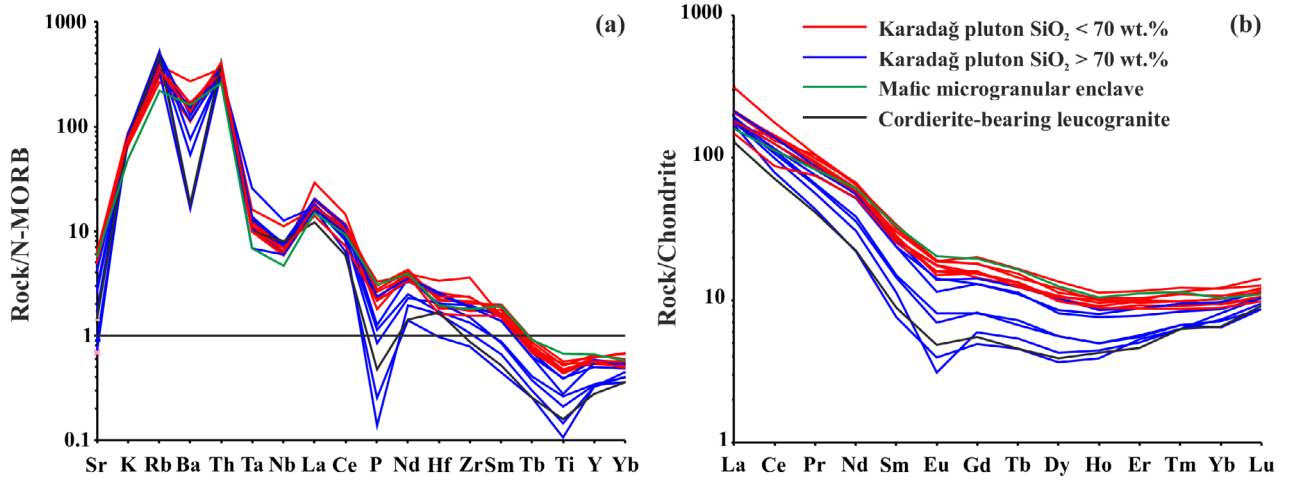 (a)
1000
100
10
1
0.1
Rock/N-MORB
Sr K Rb Ba Th Ta Nb La Ce P Nd Hf Zr Sm Tb Ti Y Yb
(b)
Karadağ pluton SiO₂ < 70 wt.%
Karadağ pluton SiO₂ > 70 wt.%
Mafic microgranular enclave
Cordierite-bearing leucogranite
1000
100
10
1
Rock/Chondrite
La Ce Pr Nd Sm Eu Gd Tb Dy Ho Er Tm Yb Lu